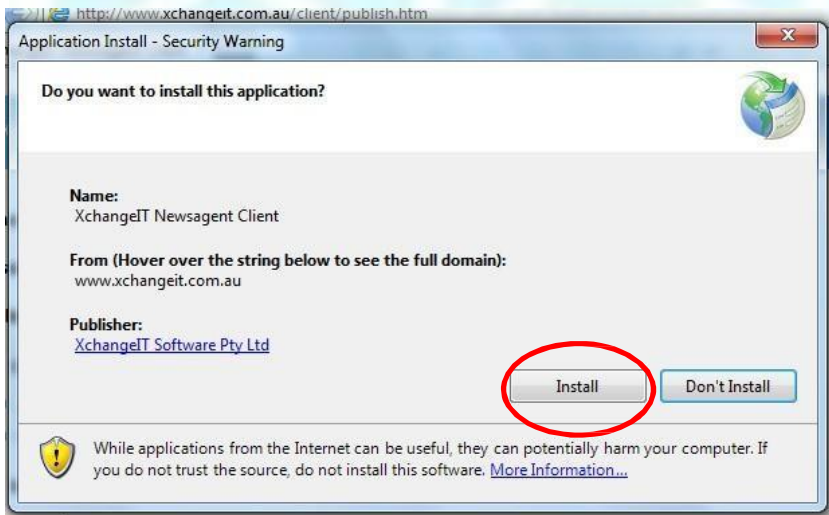 http://www.xchangeit.com.au/client/publish.htm
Application Install - Security Warning
Do you want to install this application?
Name:
XchangeIT Newsagent Client
From (Hover over the string below to see the full domain):
www.xchangeit.com.au
Publisher:
XchangeIT Software Pty Ltd
Install
Don't Install
While applications from the Internet can be useful, they can potentially harm your computer. If
you do not trust the source, do not install this software. More Information...